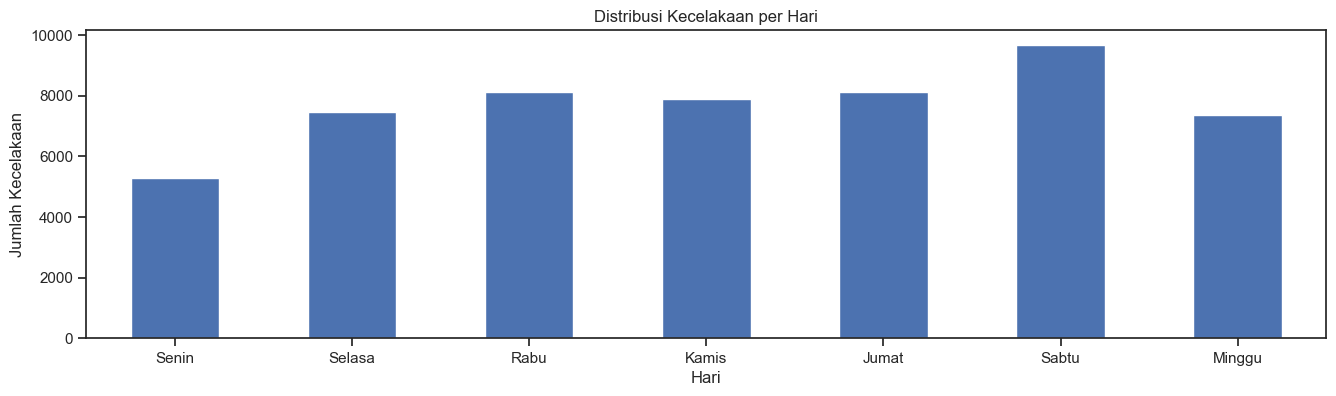 Distribusi Kecelakaan per Hari
Jumlah Kecelakaan
10000
8000
6000
4000
2000
0
Senin Selasa Rabu Kamis Jumat Sabtu Minggu
Hari